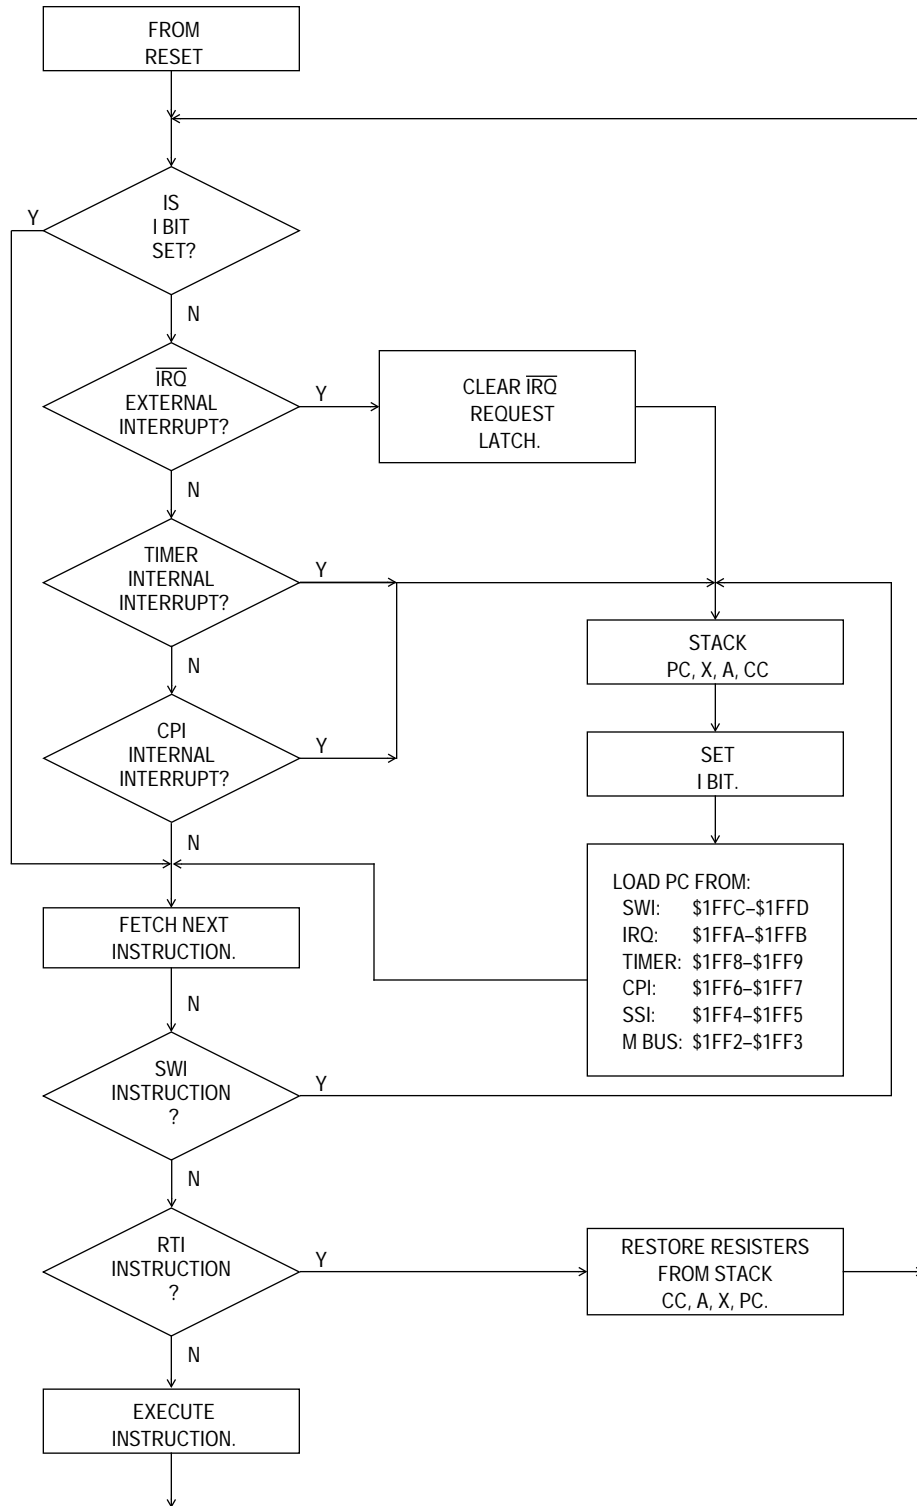 FROM
RESET
IS
I BIT
SET?
Y
N
IRQ
EXTERNAL
INTERRUPT?
Y
CLEAR IRQ
REQUEST
LATCH.
N
TIMER
INTERNAL
INTERRUPT?
Y
STACK
PC, X, A, CC
N
CPI
INTERNAL
INTERRUPT?
Y
SET
I BIT.
N
LOAD PC FROM:
SWI: $1FFC–$1FFD
IRQ: $1FFA–$1FFB
TIMER: $1FF8–$1FF9
CPI: $1FF6–$1FF7
SSI: $1FF4–$1FF5
M BUS: $1FF2–$1FF3
FETCH NEXT
INSTRUCTION.
N
SWI
INSTRUCTION
?
Y
N
RTI
INSTRUCTION
?
Y
RESTORE RESISTERS
FROM STACK
CC, A, X, PC.
N
EXECUTE
INSTRUCTION.